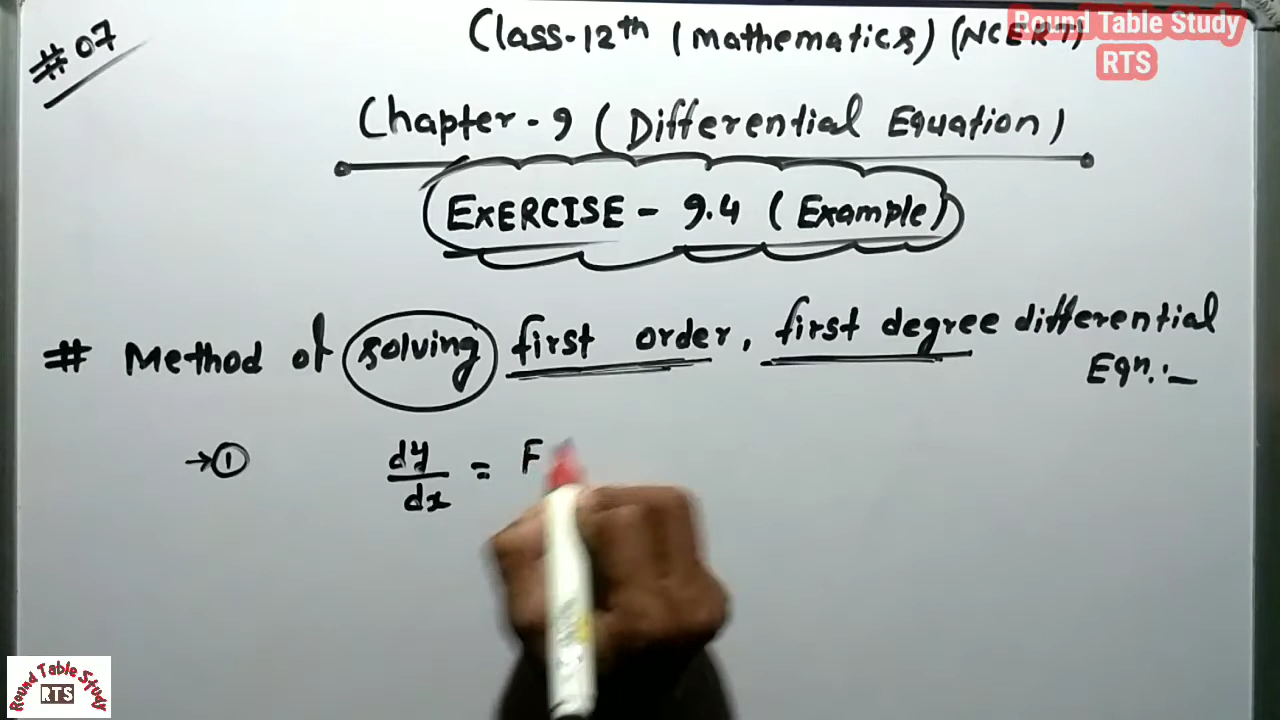 # 07
Class-12th (mathematics) (NCERT)
Round Table Study
RTS
Chapter-9 (Differential Equation)
EXERCISE - 9.4 (Example)
# Method of solving first order, first degree differential
Eqn.:-
→① dy/dx = F
Round Table Study
RTS